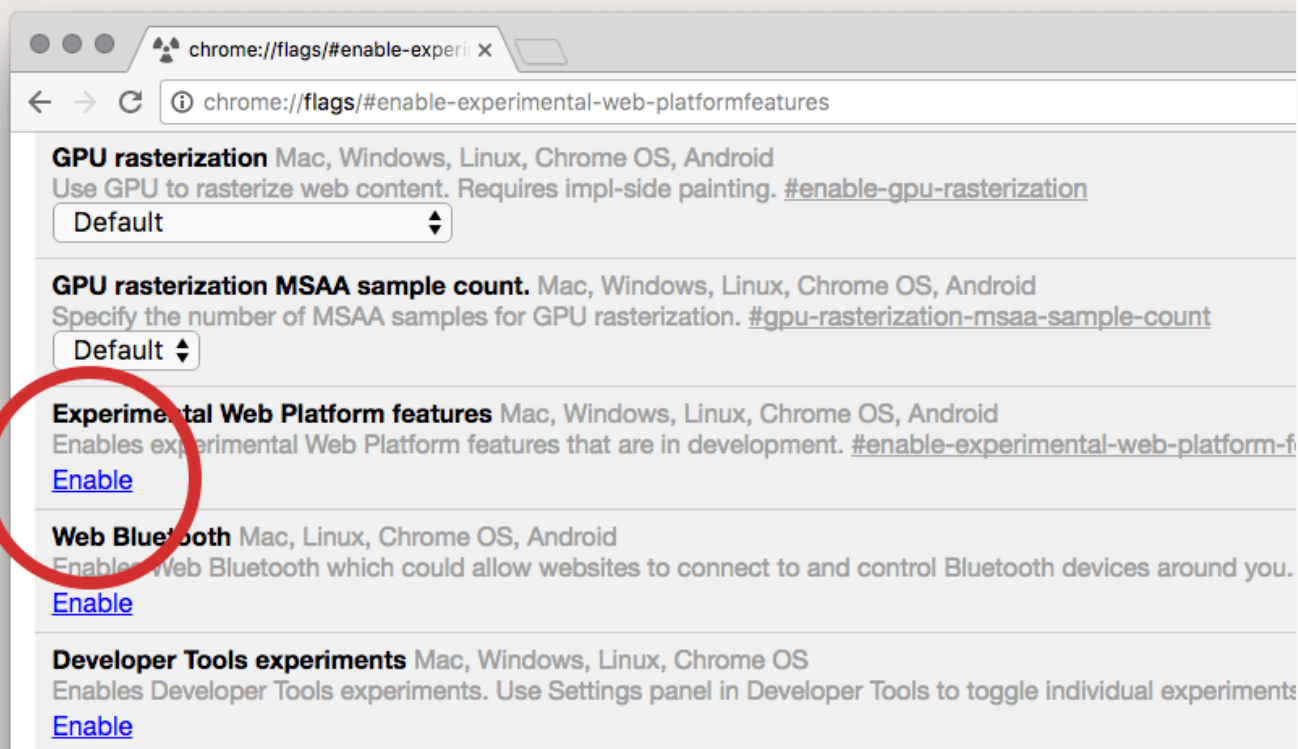 chrome://flags/#enable-experi
chrome://flags/#enable-experimental-web-platformfeatures
GPU rasterization Mac, Windows, Linux, Chrome OS, Android
Use GPU to rasterize web content. Requires impl-side painting. #enable-gpu-rasterization
Default
GPU rasterization MSAA sample count. Mac, Windows, Linux, Chrome OS, Android
Specify the number of MSAA samples for GPU rasterization. #gpu-rasterization-msaa-sample-count
Default
Experimental Web Platform features Mac, Windows, Linux, Chrome OS, Android
Enables experimental Web Platform features that are in development. #enable-experimental-web-platform-f
Enable
Web Bluetooth Mac, Linux, Chrome OS, Android
Enables Web Bluetooth which could allow websites to connect to and control Bluetooth devices around you.
Enable
Developer Tools experiments Mac, Windows, Linux, Chrome OS
Enables Developer Tools experiments. Use Settings panel in Developer Tools to toggle individual experiments
Enable